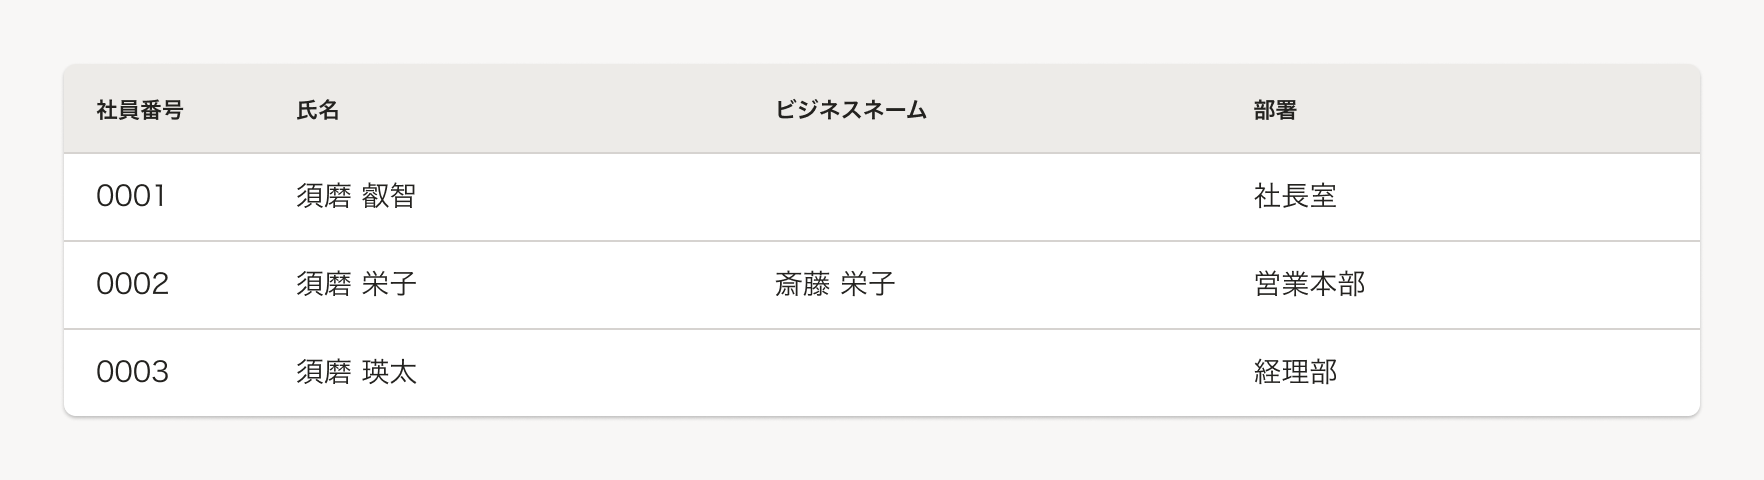 社員番号 氏名 ビジネスネーム 部署
0001 須磨 叡智 社長室
0002 須磨 栄子 斎藤 栄子 営業本部
0003 須磨 瑛太 経理部